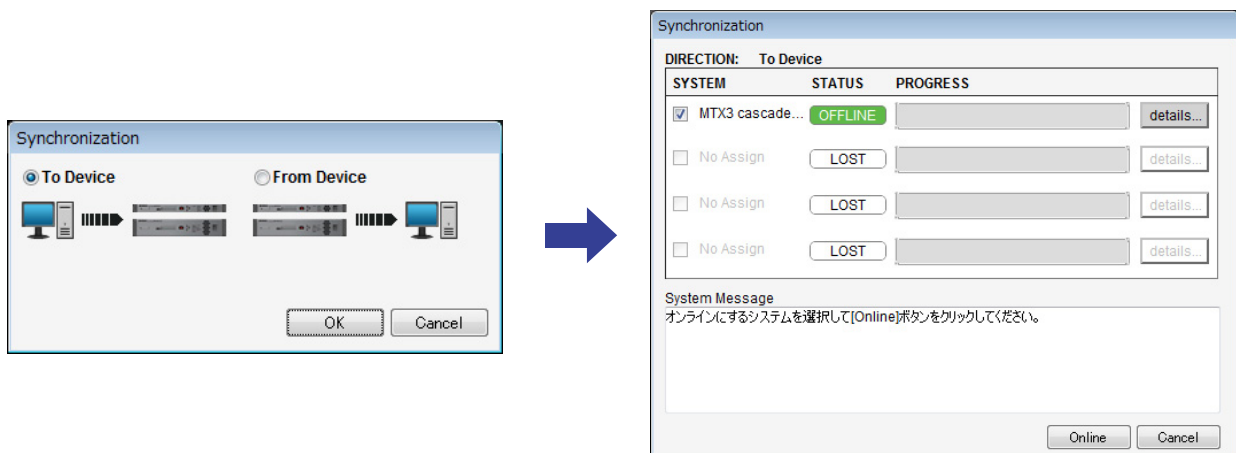 Synchronization
To Device
From Device
OK Cancel
Synchronization
DIRECTION: To Device
SYSTEM STATUS PROGRESS
MTX3 cascade... OFFLINE details...
No Assign LOST details...
No Assign LOST details...
No Assign LOST details...
System Message
オンラインにするシステムを選択して[Online]ボタンをクリックしてください。
Online Cancel